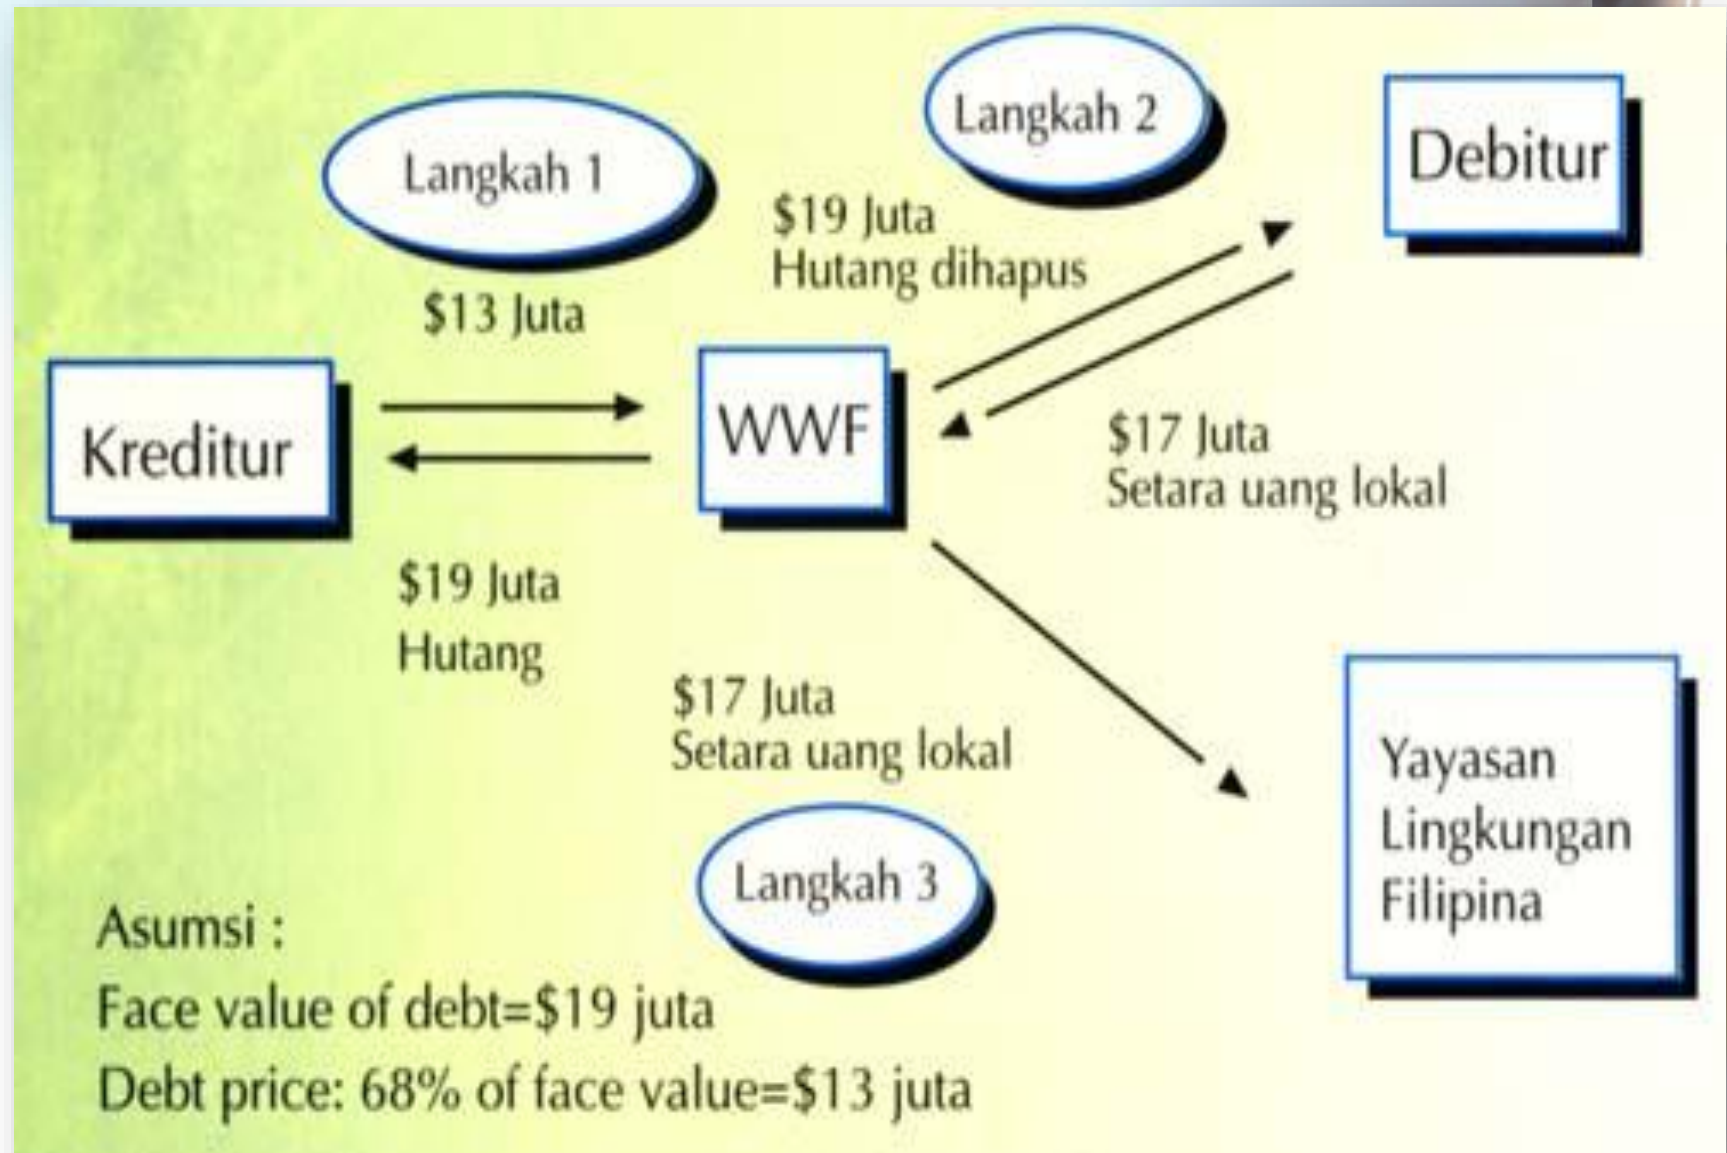 Langkah 1
$13 Juta
Kreditur
$19 Juta
Hutang
WWF
Langkah 2
$19 Juta
Hutang dihapus
Debitur
$17 Juta
Setara uang lokal
$17 Juta
Setara uang lokal
Langkah 3
Yayasan
Lingkungan
Filipina
Asumsi :
Face value of debt=$19 juta
Debt price: 68% of face value=$13 juta